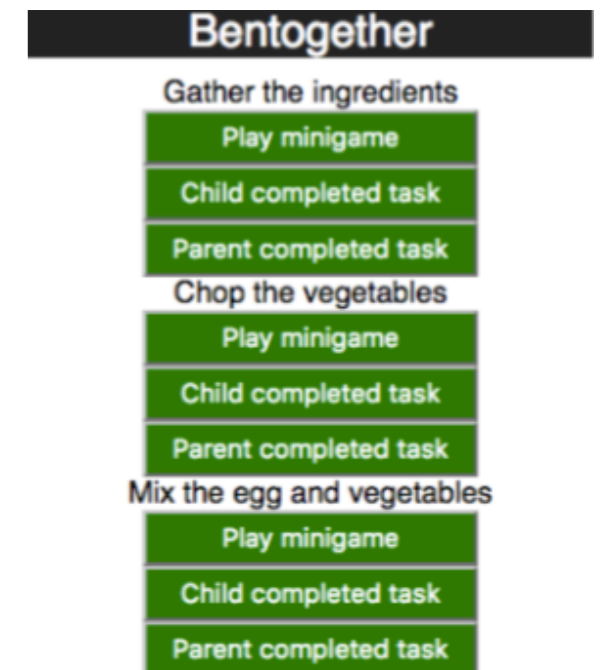 Bentogether
Gather the ingredients
Play minigame
Child completed task
Parent completed task
Chop the vegetables
Play minigame
Child completed task
Parent completed task
Mix the egg and vegetables
Play minigame
Child completed task
Parent completed task